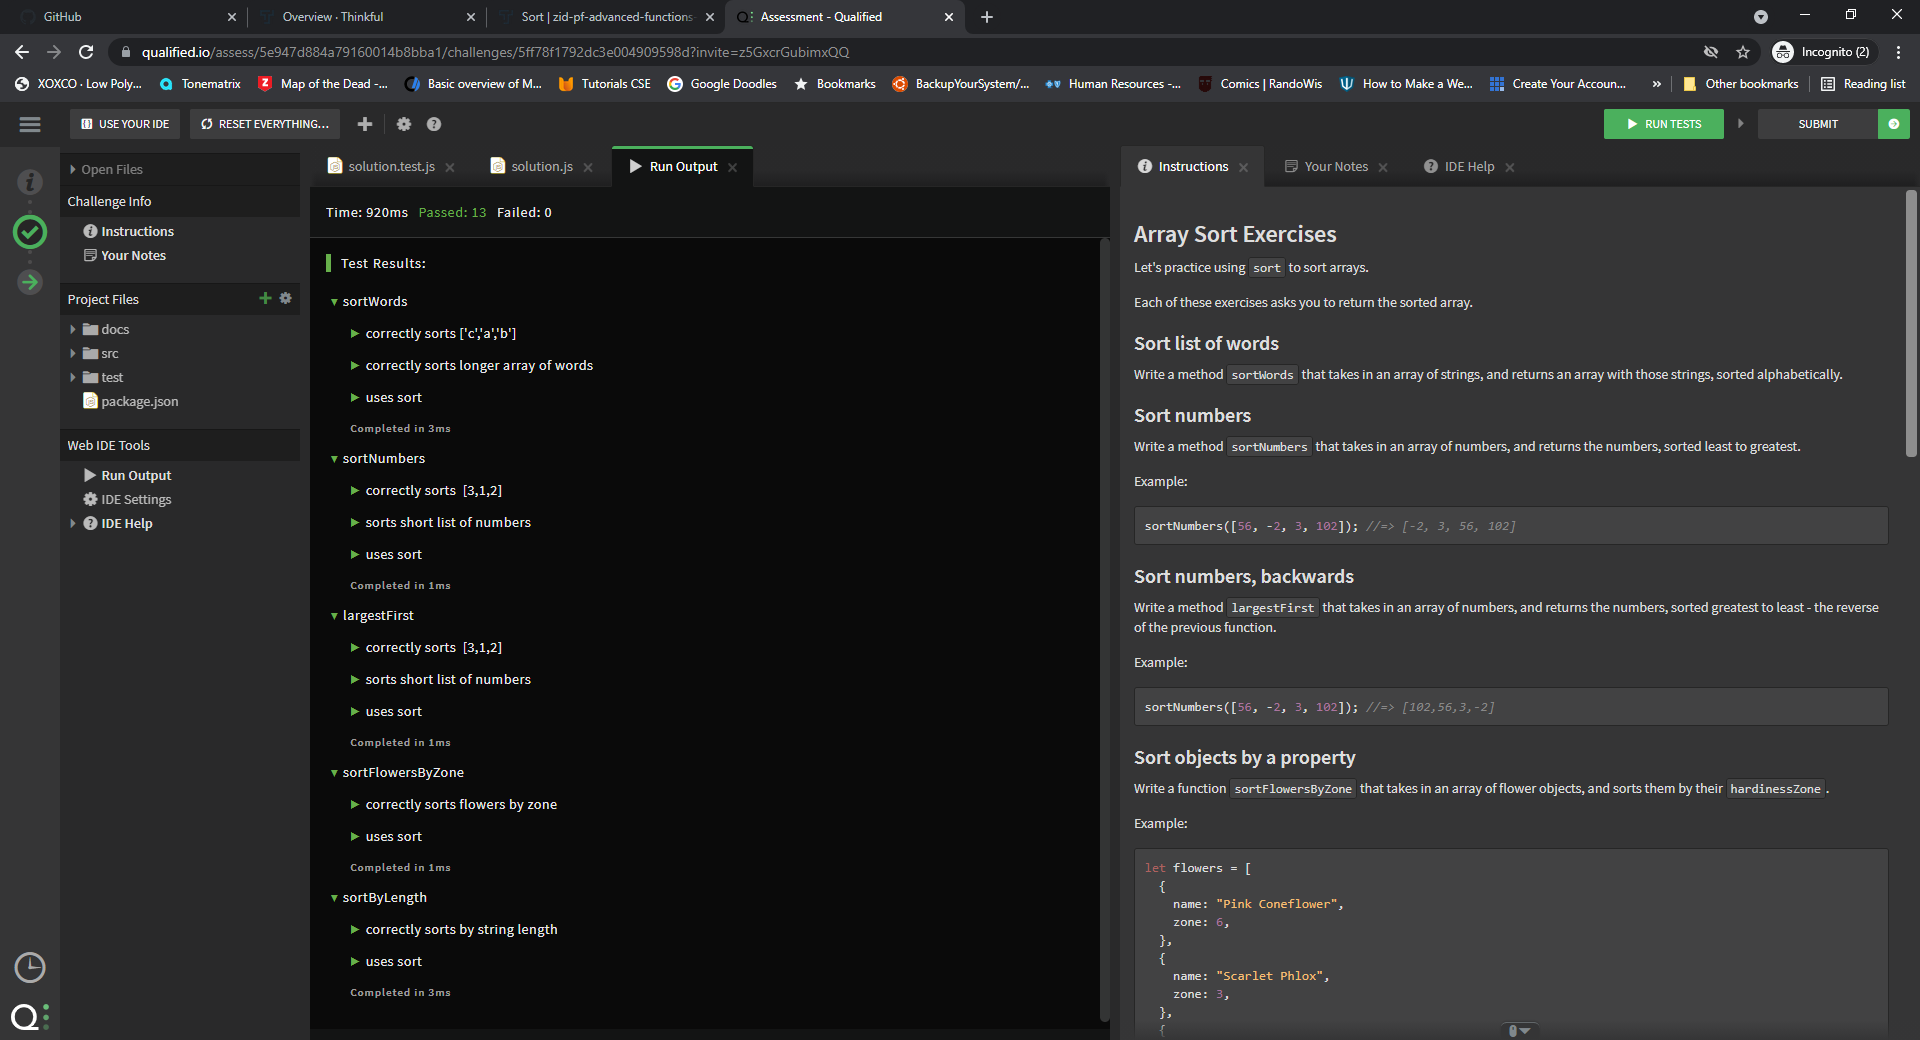 GitHub
Overview · Thinkful
Sort | zid-pf-advanced-functions
Assessment - Qualified
qualified.io/assess/5e947d884a79160014b8bba1/challenges/5ff78f1792dc3e004909598d?invite=z5GxcrGubimxQQ
Incognito (2)
XOXCO · Low Poly...
Tonematrix
Map of the Dead -...
Basic overview of M...
Tutorials CSE
Google Doodles
Bookmarks
BackupYourSystem/...
Human Resources -...
Comics | RandoWis
How to Make a We...
Create Your Accoun...
»
Other bookmarks
Reading list
USE YOUR IDE
RESET EVERYTHING...
RUN TESTS
SUBMIT
Open Files
Challenge Info
Instructions
Your Notes
Project Files
docs
src
test
package.json
Web IDE Tools
Run Output
IDE Settings
IDE Help
solution.test.js
solution.js
Run Output
Time: 920ms Passed: 13 Failed: 0
Test Results:
sortWords
correctly sorts ['c','a','b']
correctly sorts longer array of words
uses sort
Completed in 3ms
sortNumbers
correctly sorts [3,1,2]
sorts short list of numbers
uses sort
Completed in 1ms
largestFirst
correctly sorts [3,1,2]
sorts short list of numbers
uses sort
Completed in 1ms
sortFlowersByZone
correctly sorts flowers by zone
uses sort
Completed in 1ms
sortByLength
correctly sorts by string length
uses sort
Completed in 3ms
Instructions
Your Notes
IDE Help
Array Sort Exercises
Let's practice using sort to sort arrays.
Each of these exercises asks you to return the sorted array.
Sort list of words
Write a method sortWords that takes in an array of strings, and returns an array with those strings, sorted alphabetically.
Sort numbers
Write a method sortNumbers that takes in an array of numbers, and returns the numbers, sorted least to greatest.
Example:
sortNumbers([56, -2, 3, 102]); //=> [-2, 3, 56, 102]
Sort numbers, backwards
Write a method largestFirst that takes in an array of numbers, and returns the numbers, sorted greatest to least - the reverse
of the previous function.
Example:
sortNumbers([56, -2, 3, 102]); //=> [102,56,3,-2]
Sort objects by a property
Write a function sortFlowersByZone that takes in an array of flower objects, and sorts them by their hardinessZone.
Example:
let flowers = [
{
name: "Pink Coneflower",
zone: 6,
},
{
name: "Scarlet Phlox",
zone: 3,
},
{